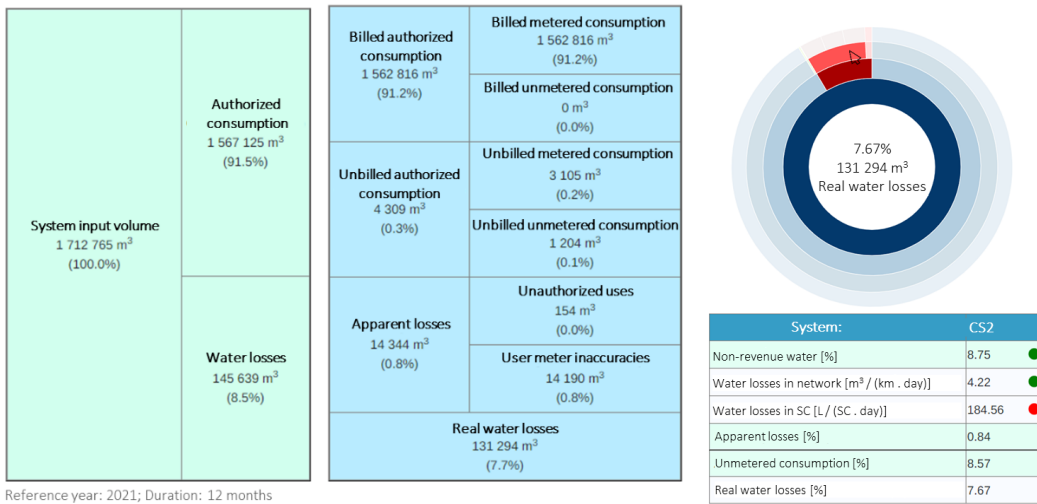 System input volume
1 712 765 m³
(100.0%)
Authorized
consumption
1 567 125 m³
(91.5%)
Water losses
145 639 m³
(8.5%)
Billed authorized
consumption
1 562 816 m³
(91.2%)
Unbilled authorized
consumption
4 309 m³
(0.3%)
Apparent losses
14 344 m³
(0.8%)
Billed metered consumption
1 562 816 m³
(91.2%)
Billed unmetered consumption
0 m³
(0.0%)
Unbilled metered consumption
3 105 m³
(0.2%)
Unbilled unmetered consumption
1 204 m³
(0.1%)
Unauthorized uses
154 m³
(0.0%)
User meter inaccuracies
14 190 m³
(0.8%)
Real water losses
131 294 m³
(7.7%)
Reference year: 2021; Duration: 12 months
7.67%
131 294 m³
Real water losses
System: CS2
Non-revenue water [%] 8.75
Water losses in network [m³ / (km . day)] 4.22
Water losses in SC [L / (SC . day)] 184.56
Apparent losses [%] 0.84
Unmetered consumption [%] 8.57
Real water losses [%] 7.67